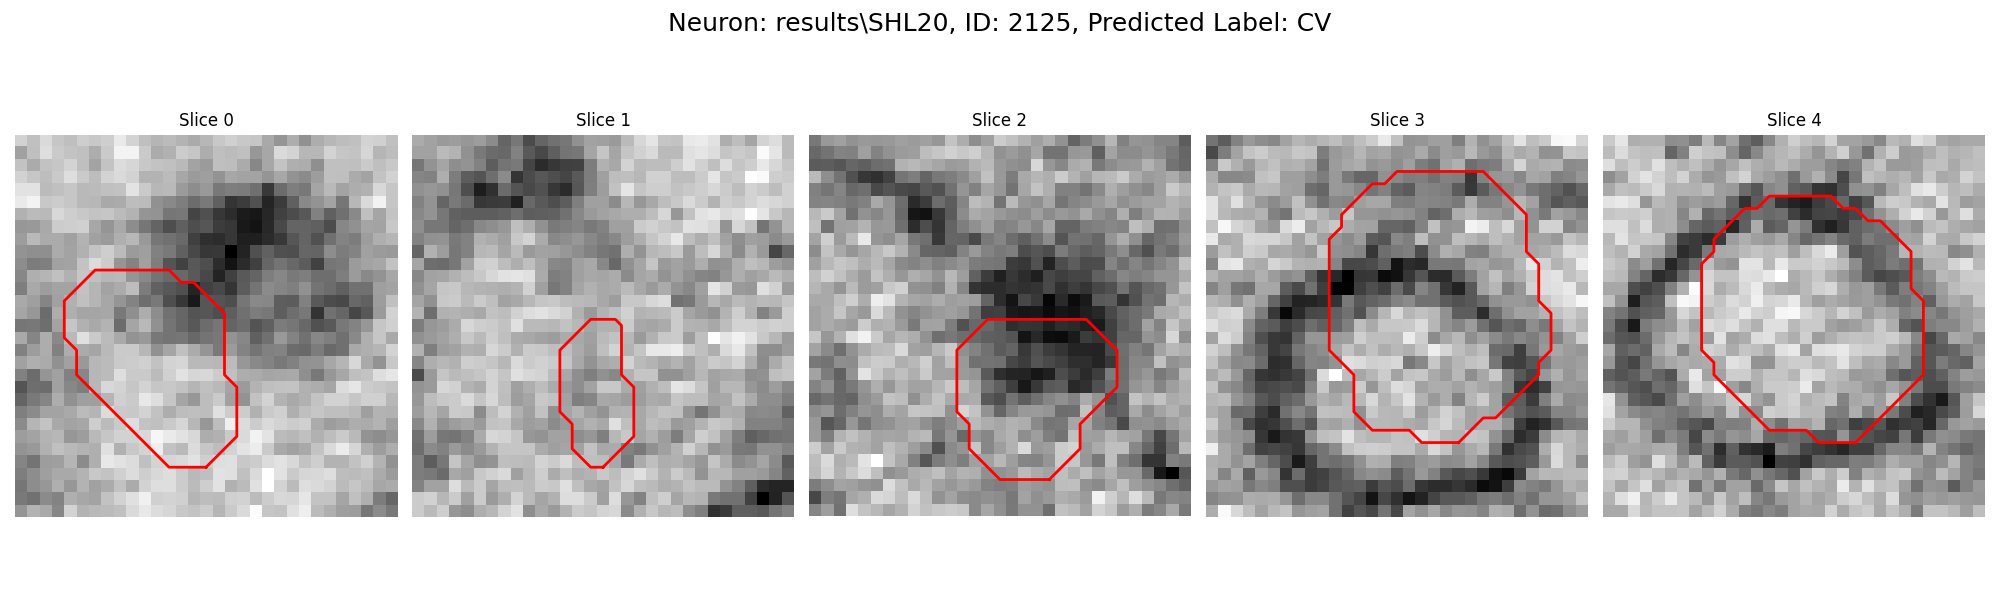 Neuron: results\SHL20, ID: 2125, Predicted Label: CV
Slice 0
Slice 1
Slice 2
Slice 3
Slice 4